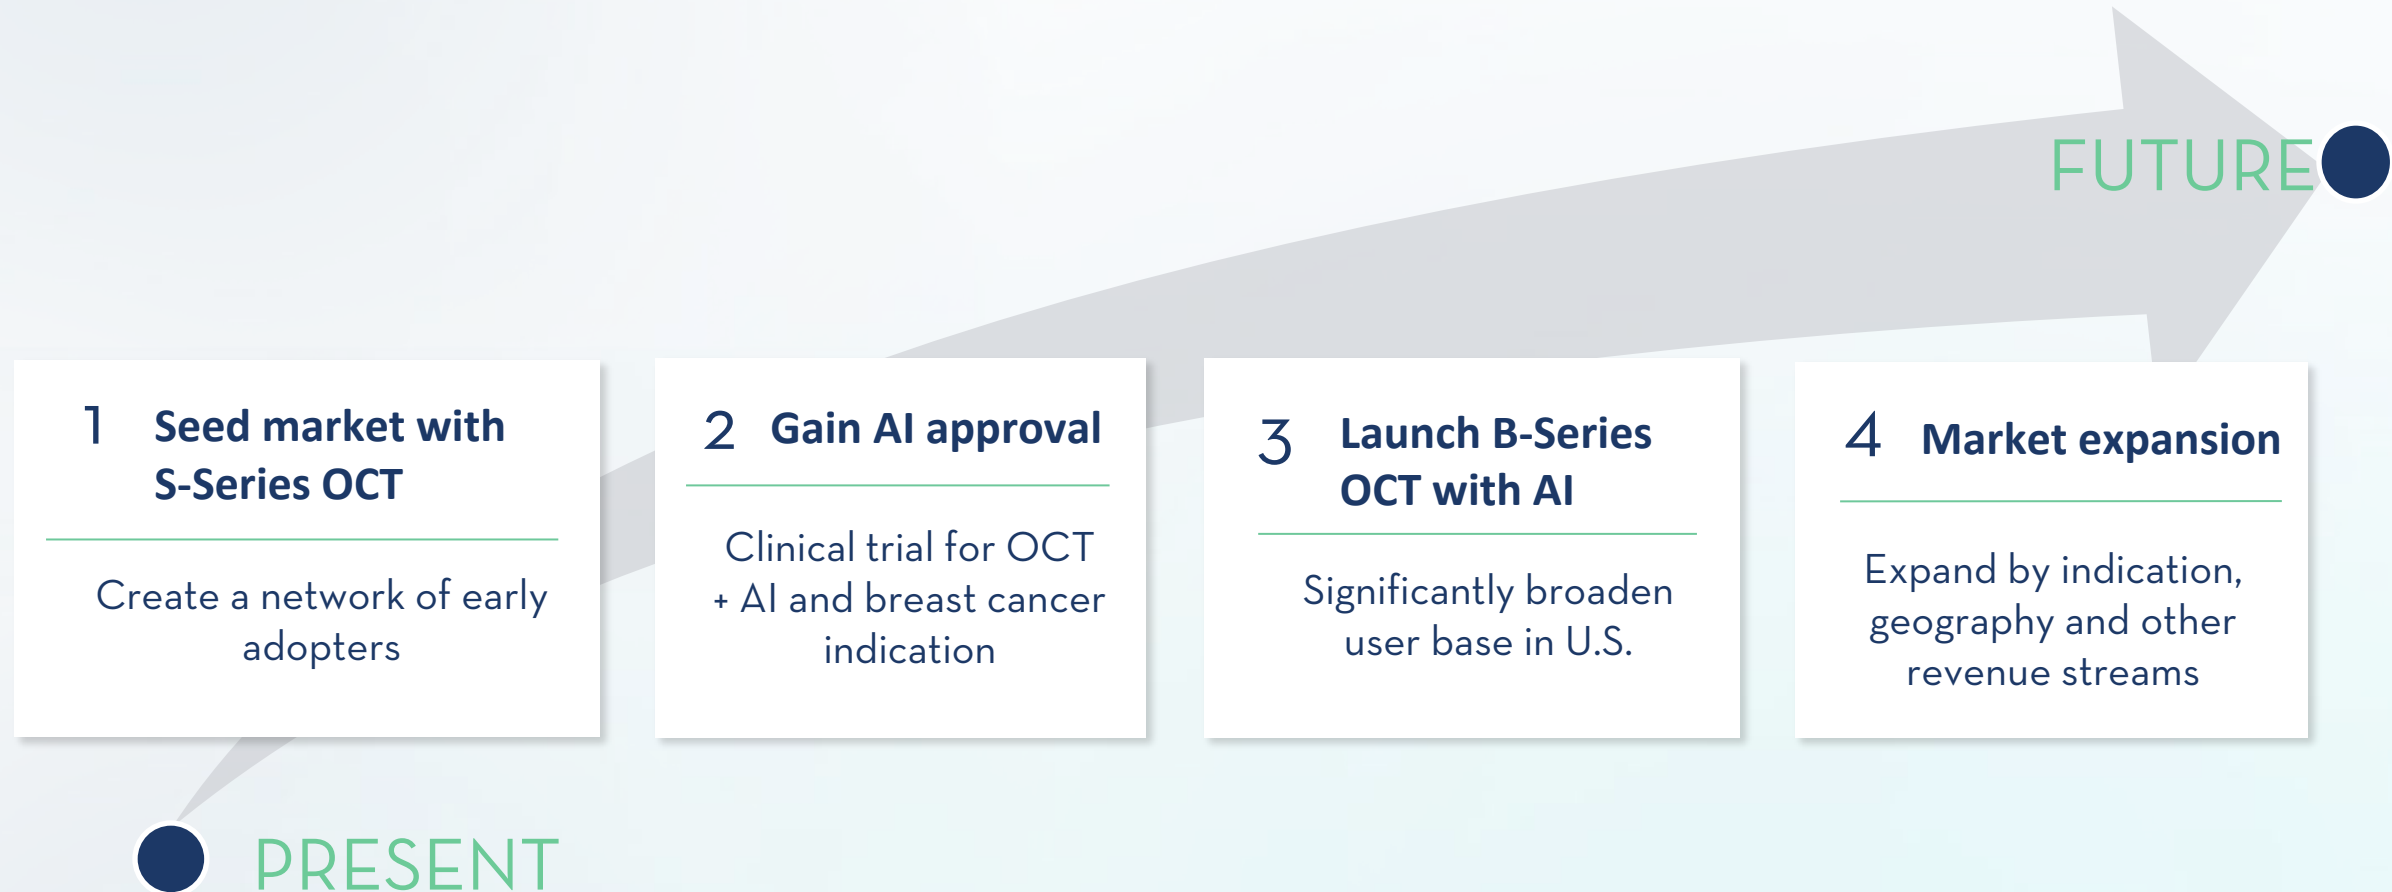 FUTURE
1 Seed market with
S-Series OCT
Create a network of early
adopters
2 Gain AI approval
Clinical trial for OCT
+ AI and breast cancer
indication
3 Launch B-Series
OCT with AI
Significantly broaden
user base in U.S.
4 Market expansion
Expand by indication,
geography and other
revenue streams
PRESENT